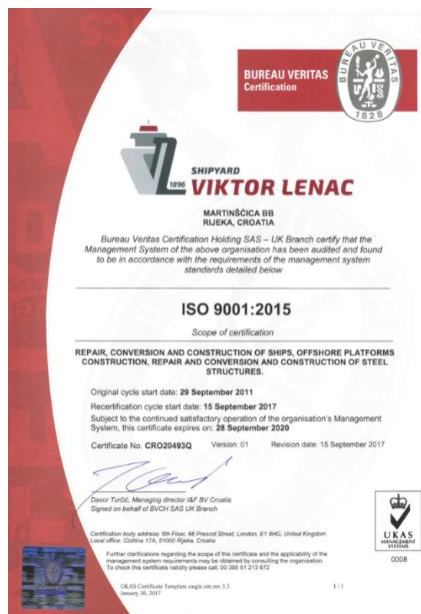 BUREAU VERITAS
Certification
BUREAU VERITAS
1828
SHIPYARD
1896
VIKTOR LENAC
MARTINŠČICA BB
RIJEKA, CROATIA
Bureau Veritas Certification Holding SAS – UK Branch certify that the
Management System of the above organisation has been audited and found
to be in accordance with the requirements of the management system
standards detailed below
ISO 9001:2015
Scope of certification
REPAIR, CONVERSION AND CONSTRUCTION OF SHIPS, OFFSHORE PLATFORMS
CONSTRUCTION, REPAIR AND CONVERSION AND CONSTRUCTION OF STEEL
STRUCTURES.
Original cycle start date: 29 September 2011
Recertification cycle start date: 15 September 2017
Subject to the continued satisfactory operation of the organisation's Management
System, this certificate expires on: 28 September 2020
Certificate No. CRO20493Q Version: 01 Revision date: 15 September 2017
Davor Turčić, Managing director I&F BV Croatia
Signed on behalf of BVCH SAS UK Branch
Certification body address: 5th Floor, 66 Prescot Street, London, E1 8HG, United Kingdom
Local office: Ciottina 17A, 51000 Rijeka, Croatia
Further clarifications regarding the scope of this certificate and the applicability of the
management system requirements may be obtained by consulting the organisation.
To check this certificate validity please call: 00 385 51 213 672
UKAS
MANAGEMENT
SYSTEMS
0008
UKAS Certificate Template single site rev 3.3
January 30, 2017
1 / 1